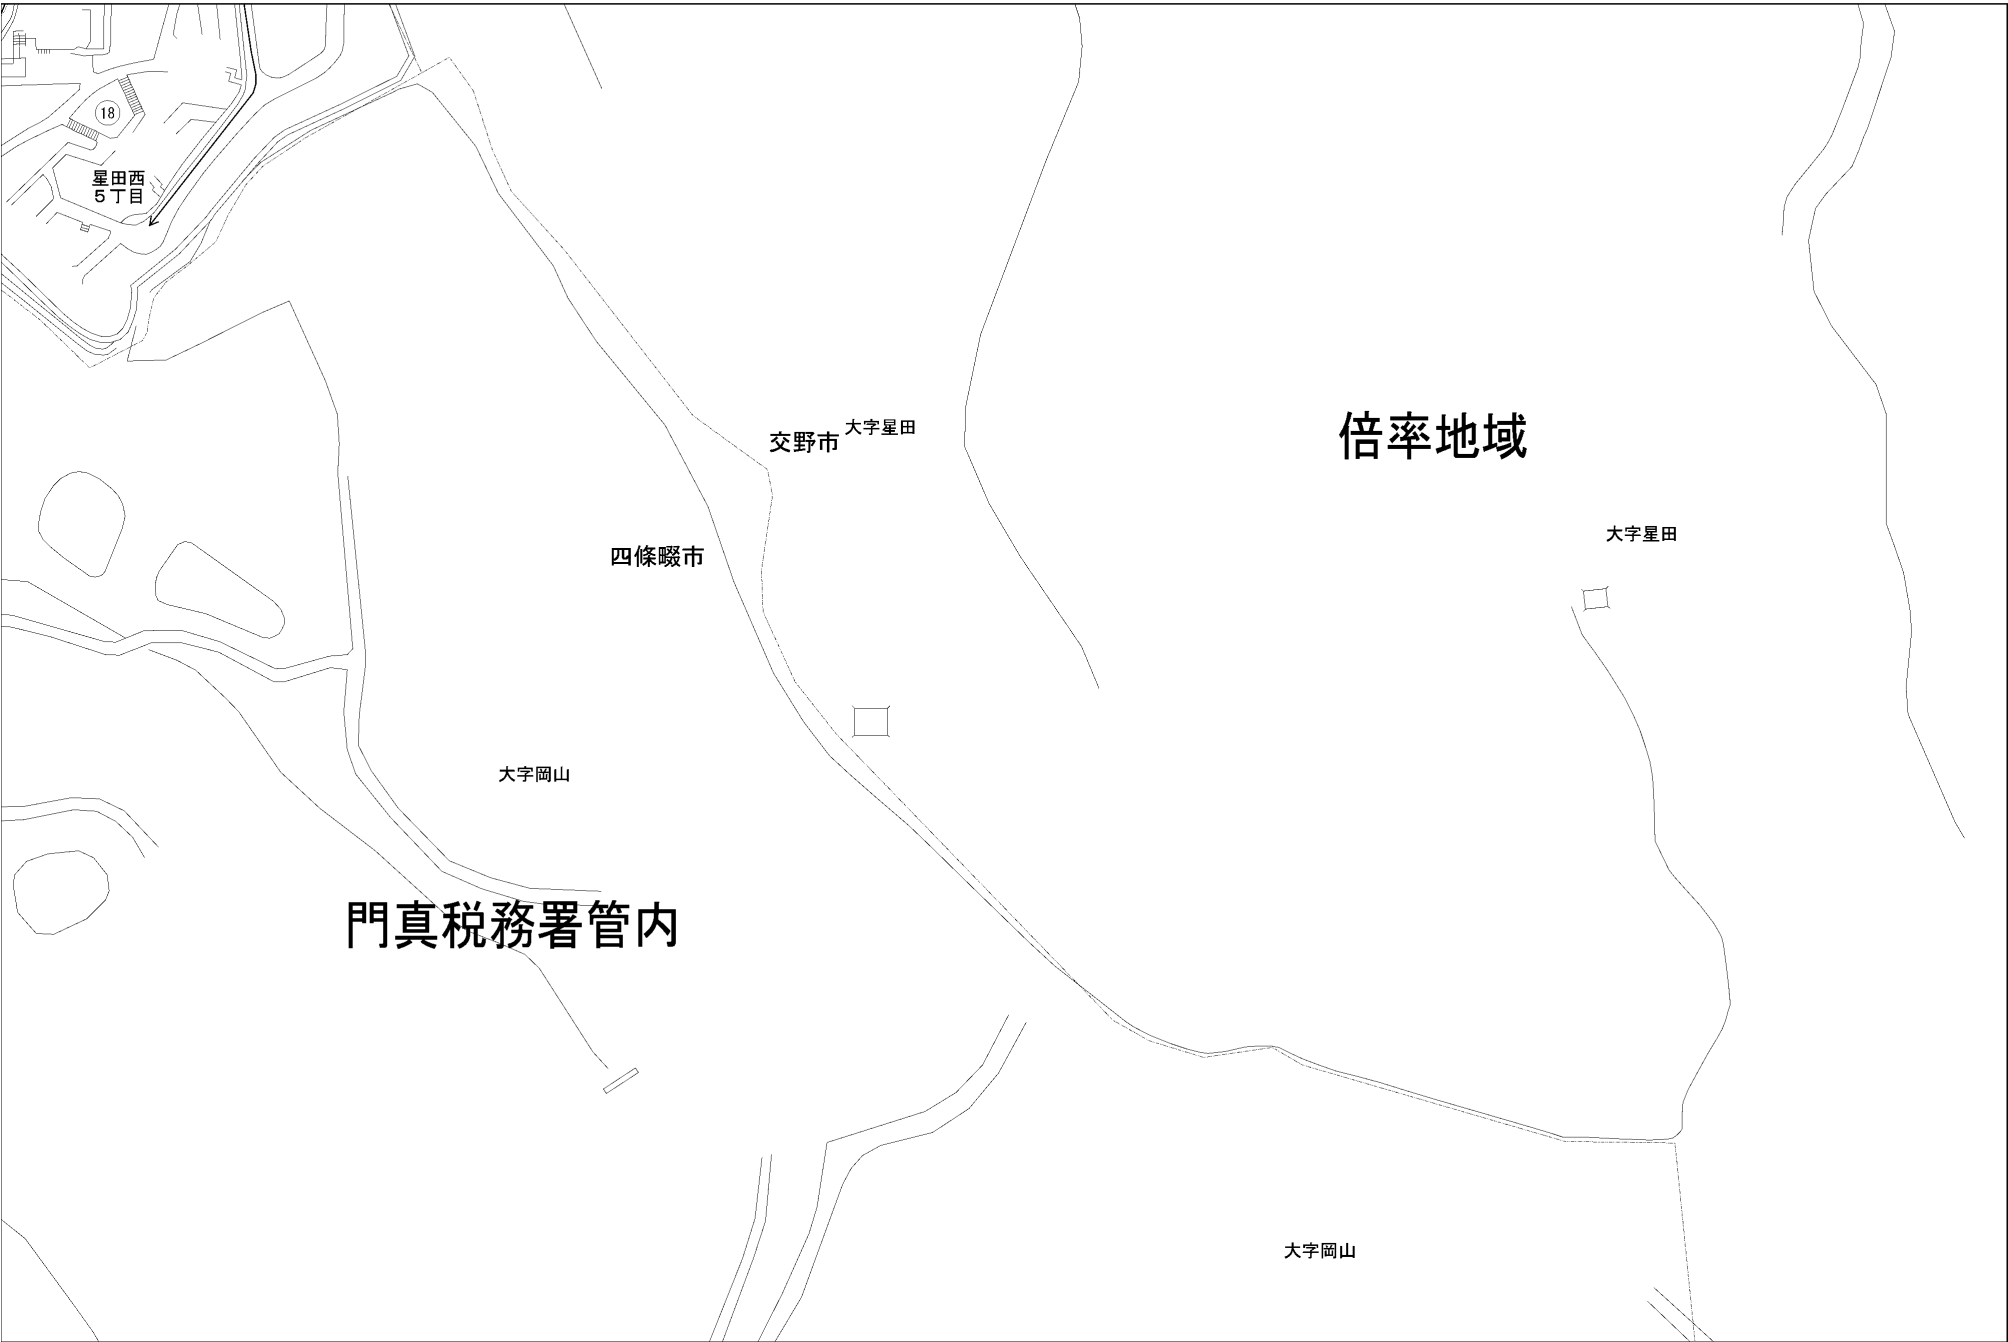 18
星田西
5丁目
交野市
大字星田
倍率地域
大字星田
四條畷市
大字岡山
門真税務署管内
大字岡山